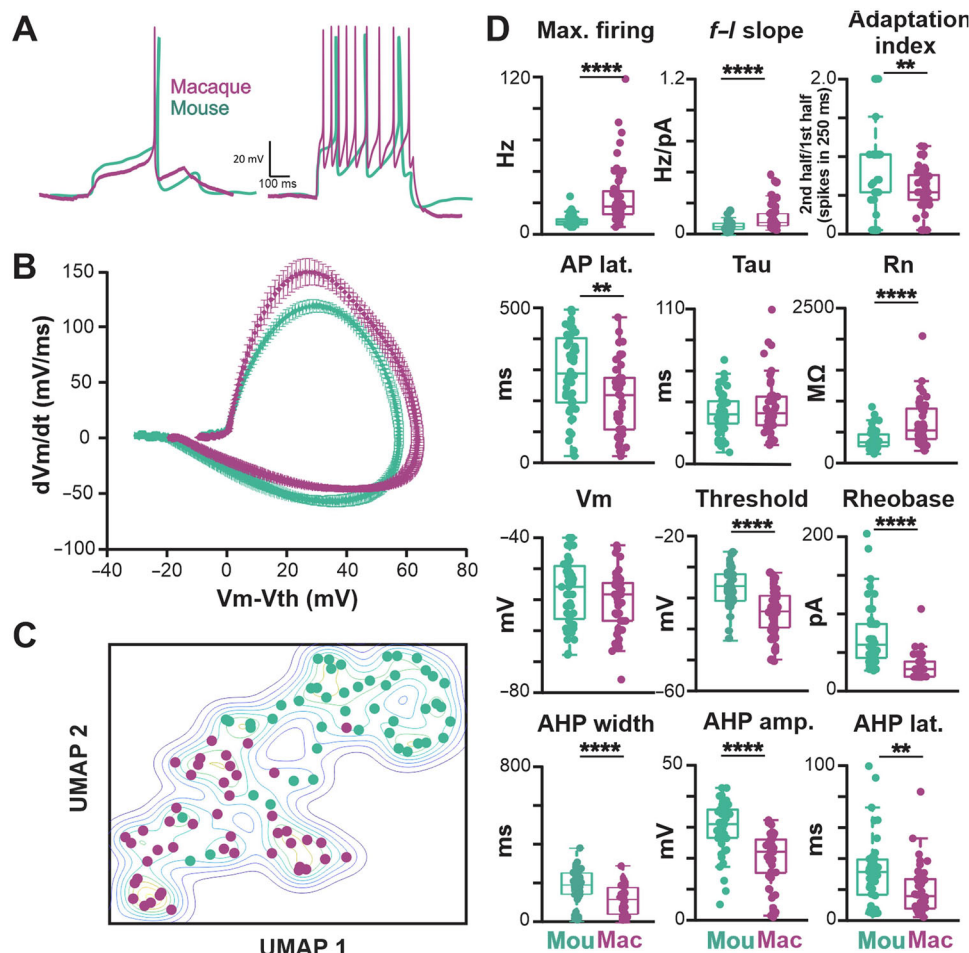 A
Macaque
Mouse
20 mV
100 ms
B
dVm/dt (mV/ms)
150
100
50
0
−50
−100
−40
−20
0
20
40
60
80
Vm-Vth (mV)
C
UMAP 2
UMAP 1
D
Max. firing
Hz
120
0
****
f–I slope
Hz/pA
1.2
0
****
Adaptation
index
2nd half/1st half
(spikes in 250 ms)
2.0
0
**
AP lat.
ms
500
0
**
Tau
ms
110
0
Rn
MΩ
2500
0
****
Vm
mV
−40
−80
Threshold
mV
−20
−60
****
Rheobase
pA
200
0
****
AHP width
ms
800
0
****
Mou Mac
AHP amp.
mV
50
0
****
Mou Mac
AHP lat.
ms
100
0
**
Mou Mac